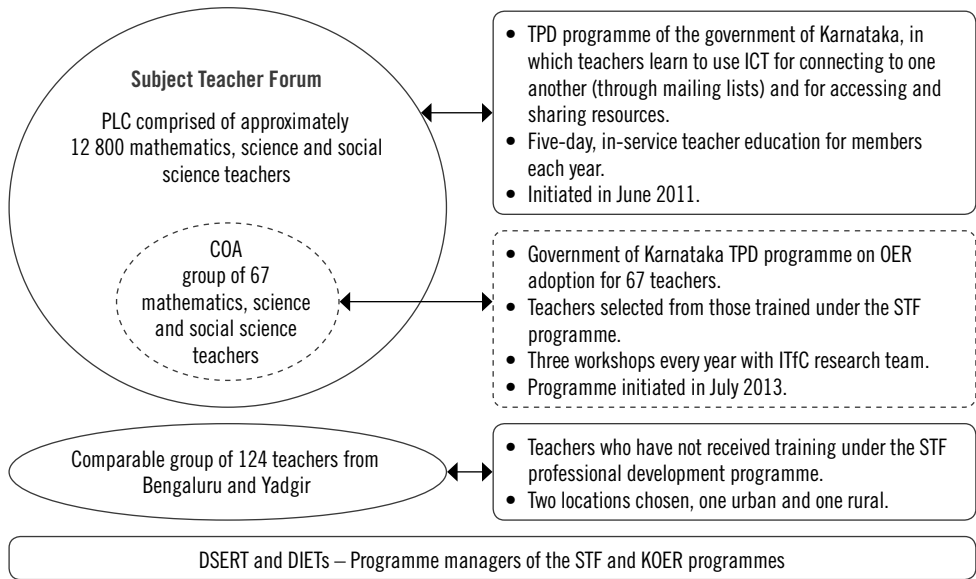 Subject Teacher Forum
PLC comprised of approximately
12 800 mathematics, science and social
science teachers
• TPD programme of the government of Karnataka, in
which teachers learn to use ICT for connecting to one
another (through mailing lists) and for accessing and
sharing resources.
• Five-day, in-service teacher education for members
each year.
• Initiated in June 2011.
COA
group of 67
mathematics, science
and social science
teachers
• Government of Karnataka TPD programme on OER
adoption for 67 teachers.
• Teachers selected from those trained under the STF
programme.
• Three workshops every year with ITfC research team.
• Programme initiated in July 2013.
Comparable group of 124 teachers from
Bengaluru and Yadgir
• Teachers who have not received training under the STF
professional development programme.
• Two locations chosen, one urban and one rural.
DSERT and DIETs – Programme managers of the STF and KOER programmes